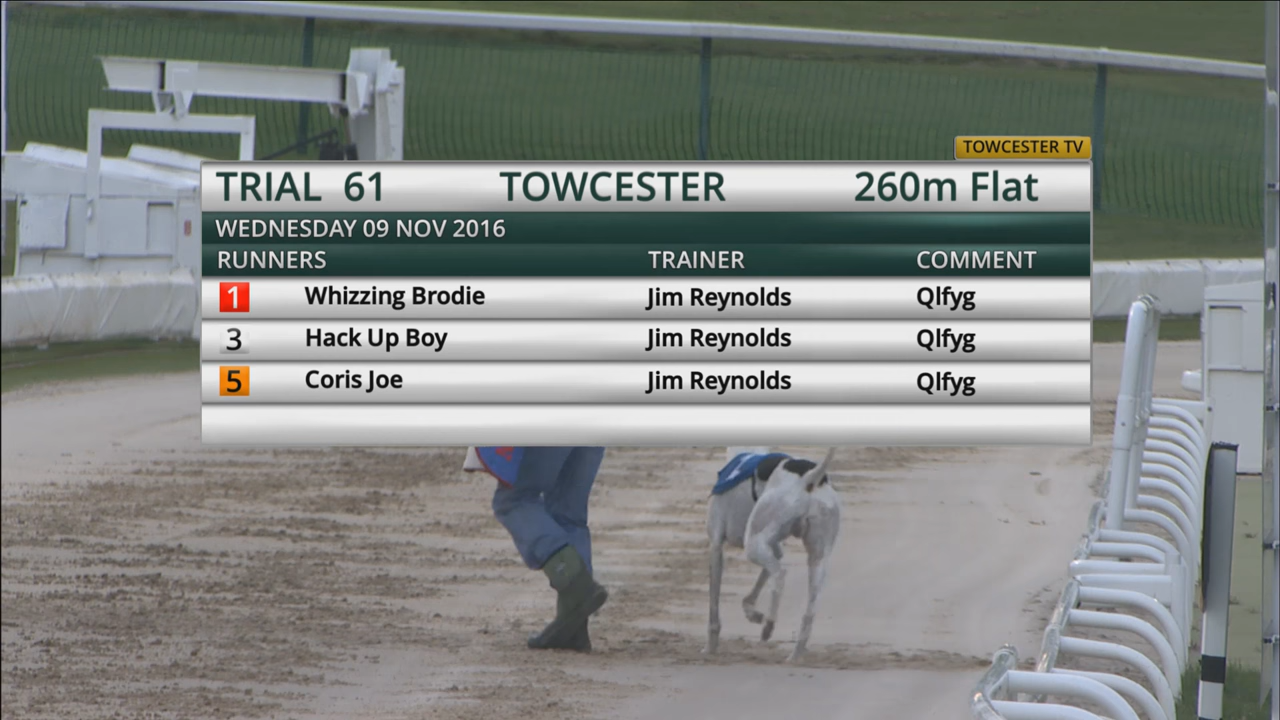 TOWCESTER TV
TRIAL 61 TOWCESTER 260m Flat
WEDNESDAY 09 NOV 2016
RUNNERS TRAINER COMMENT
1 Whizzing Brodie Jim Reynolds Qlfyg
3 Hack Up Boy Jim Reynolds Qlfyg
5 Coris Joe Jim Reynolds Qlfyg